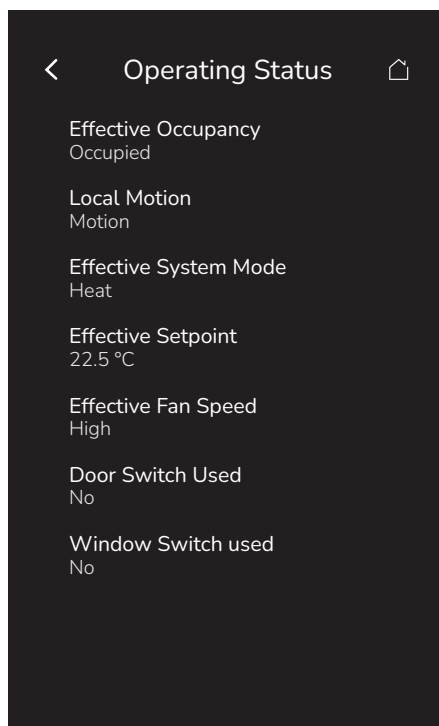 Operating Status
Effective Occupancy
Occupied
Local Motion
Motion
Effective System Mode
Heat
Effective Setpoint
22.5 °C
Effective Fan Speed
High
Door Switch Used
No
Window Switch used
No